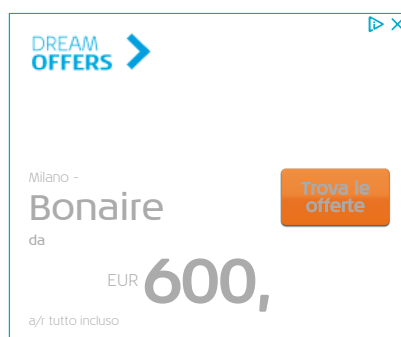 DREAM
OFFERS
Milano -
Bonaire
da
EUR 600,
a/r tutto incluso
Trova le
offerte